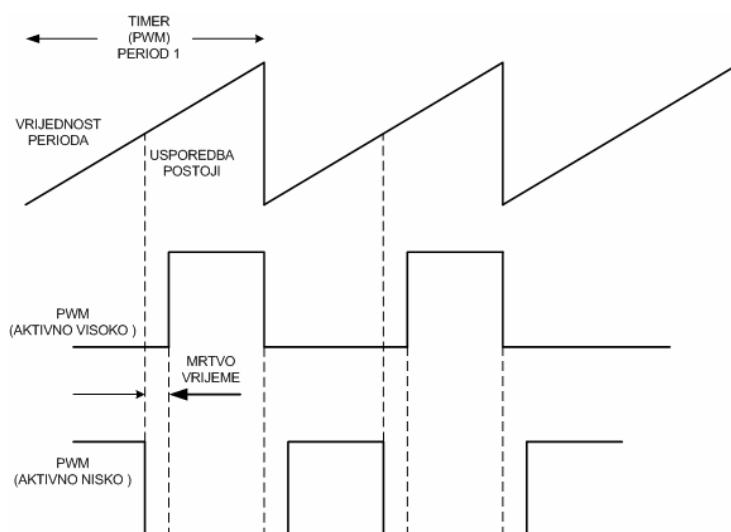 TIMER
(PWM)
PERIOD 1
VRIJEDNOST
PERIODA
USPOREDBA
POSTOJI
PWM
(AKTIVNO VISOKO )
MRTVO
VRIJEME
PWM
(AKTIVNO NISKO )